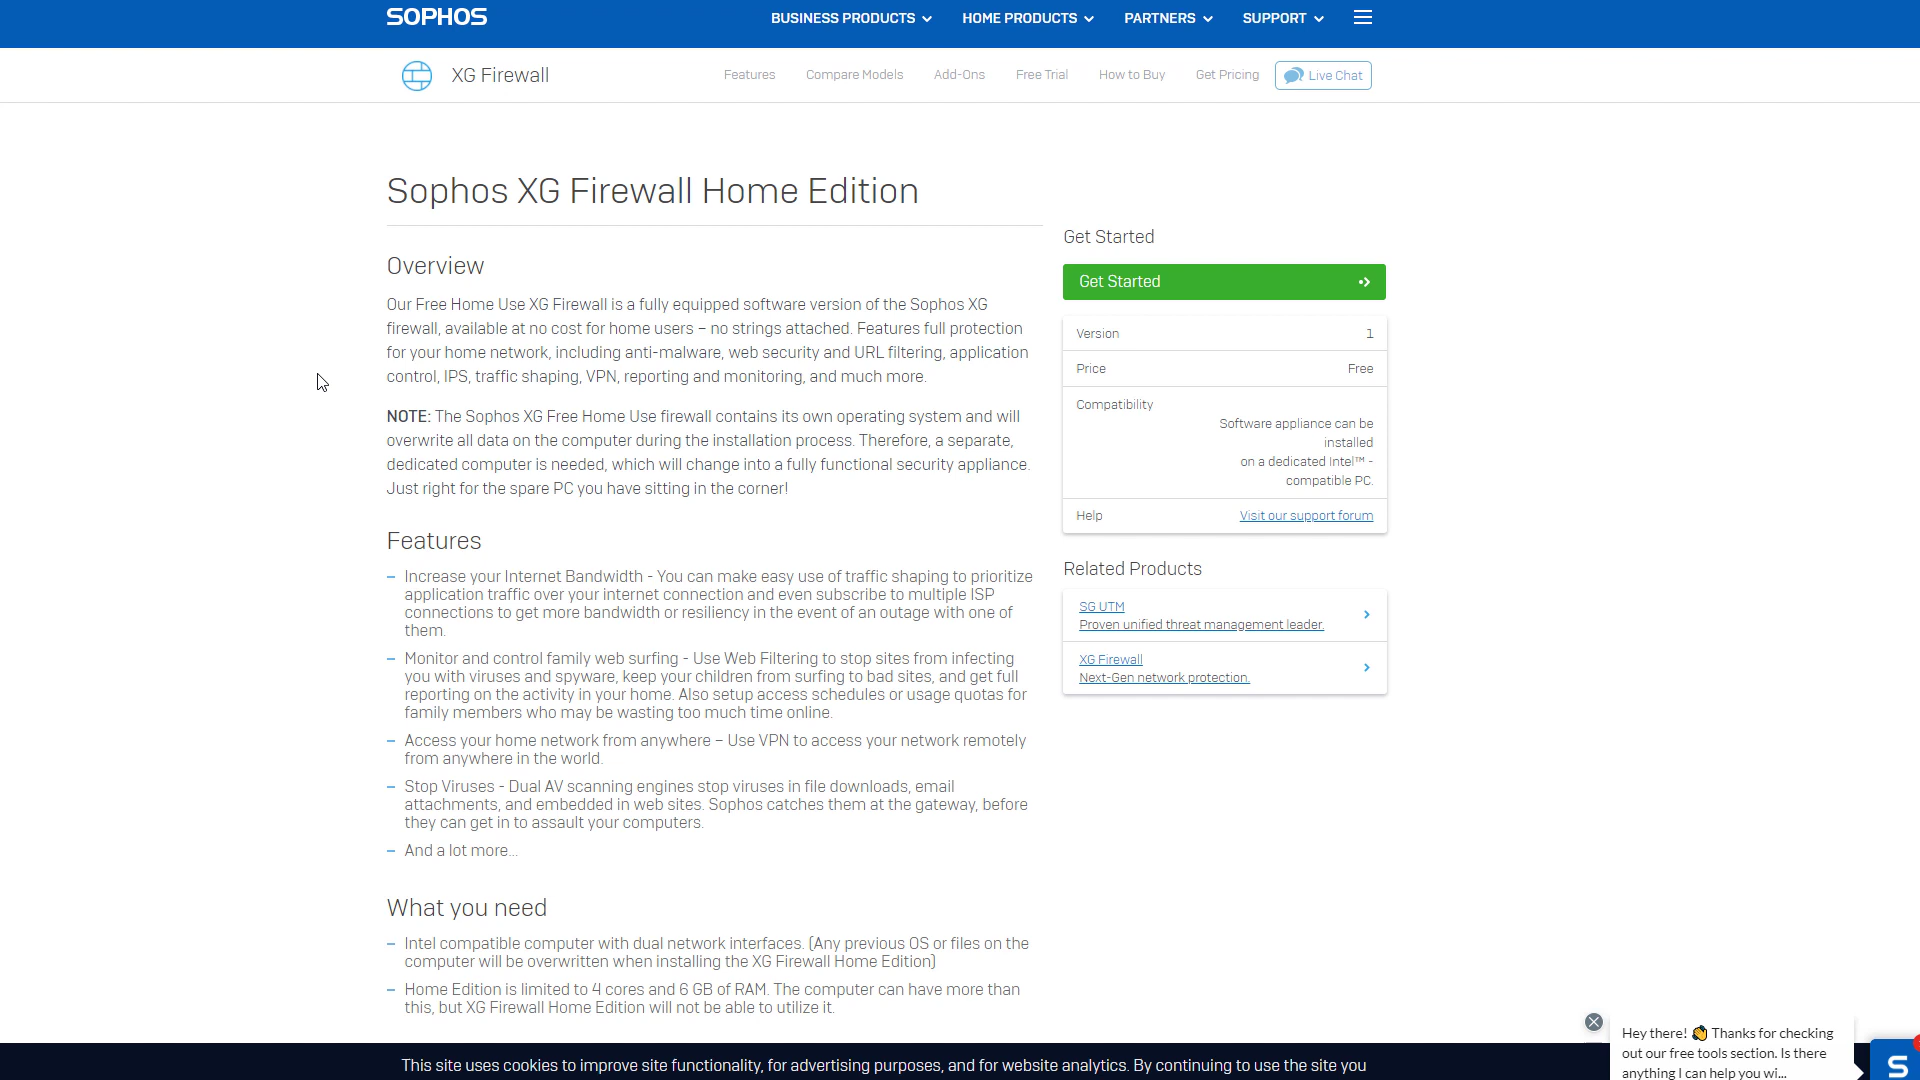 SOPHOS
BUSINESS PRODUCTS
HOME PRODUCTS
PARTNERS
SUPPORT
XG Firewall
Features
Compare Models
Add-Ons
Free Trial
How to Buy
Get Pricing
Live Chat
Sophos XG Firewall Home Edition
Overview
Our Free Home Use XG Firewall is a fully equipped software version of the Sophos XG
firewall, available at no cost for home users – no strings attached. Features full protection
for your home network, including anti-malware, web security and URL filtering, application
control, IPS, traffic shaping, VPN, reporting and monitoring, and much more.
NOTE: The Sophos XG Free Home Use firewall contains its own operating system and will
overwrite all data on the computer during the installation process. Therefore, a separate,
dedicated computer is needed, which will change into a fully functional security appliance.
Just right for the spare PC you have sitting in the corner!
Features
– Increase your Internet Bandwidth - You can make easy use of traffic shaping to prioritize
application traffic over your internet connection and even subscribe to multiple ISP
connections to get more bandwidth or resiliency in the event of an outage with one of
them.
– Monitor and control family web surfing - Use Web Filtering to stop sites from infecting
you with viruses and spyware, keep your children from surfing to bad sites, and get full
reporting on the activity in your home. Also setup access schedules or usage quotas for
family members who may be wasting too much time online.
– Access your home network from anywhere – Use VPN to access your network remotely
from anywhere in the world.
– Stop Viruses - Dual AV scanning engines stop viruses in file downloads, email
attachments, and embedded in web sites. Sophos catches them at the gateway, before
they can get in to assault your computers.
– And a lot more...
What you need
– Intel compatible computer with dual network interfaces. (Any previous OS or files on the
computer will be overwritten when installing the XG Firewall Home Edition)
– Home Edition is limited to 4 cores and 6 GB of RAM. The computer can have more than
this, but XG Firewall Home Edition will not be able to utilize it.
Get Started
Get Started
Version 1
Price Free
Compatibility
Software appliance can be
installed
on a dedicated Intel™ -
compatible PC.
Help Visit our support forum
Related Products
SG UTM
Proven unified threat management leader.
XG Firewall
Next-Gen network protection.
Hey there! 👋 Thanks for checking
out our free tools section. Is there
anything I can help you wi...
S
This site uses cookies to improve site functionality, for advertising purposes, and for website analytics. By continuing to use the site you